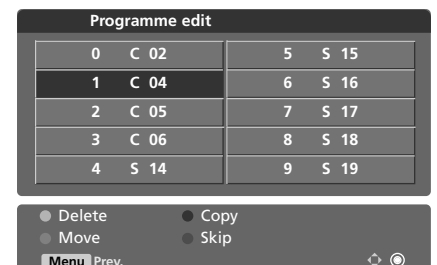 Programme edit
0 C 02 5 S 15
1 C 04 6 S 16
2 C 05 7 S 17
3 C 06 8 S 18
4 S 14 9 S 19
Delete Copy
Move Skip
Menu Prev.